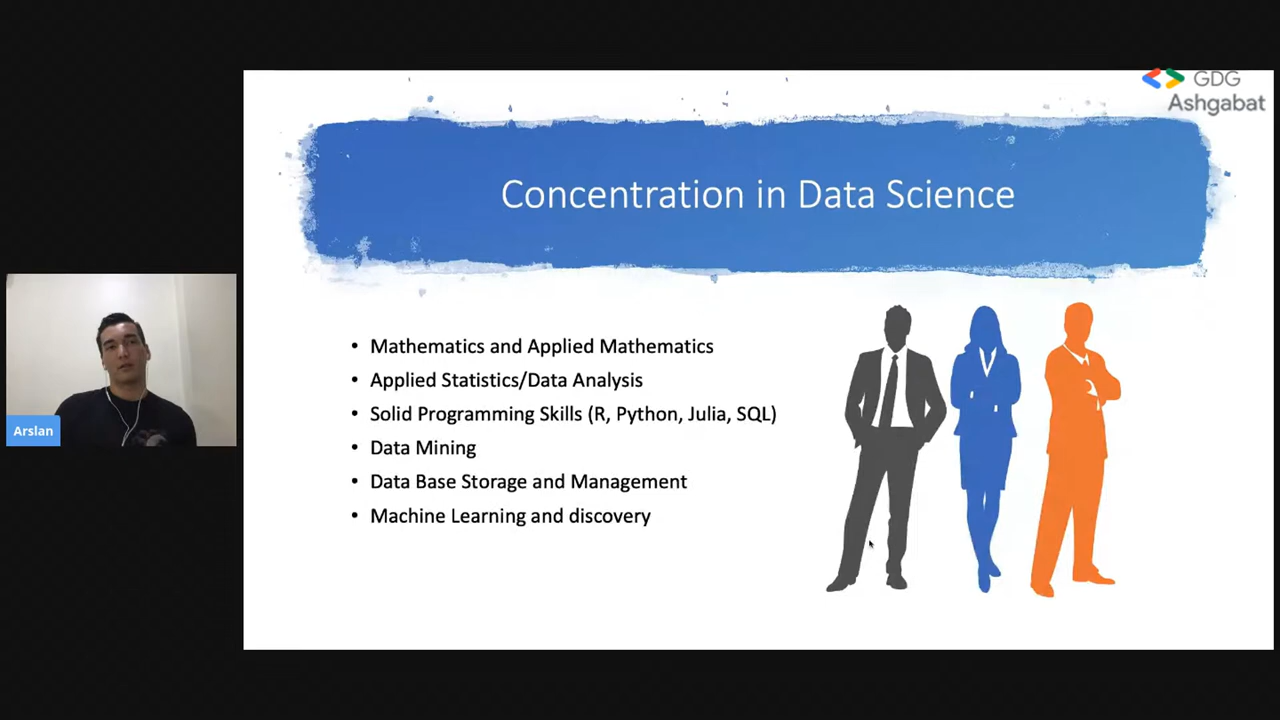 GDG
Ashgabat
Concentration in Data Science
• Mathematics and Applied Mathematics
• Applied Statistics/Data Analysis
• Solid Programming Skills (R, Python, Julia, SQL)
• Data Mining
• Data Base Storage and Management
• Machine Learning and discovery
Arslan